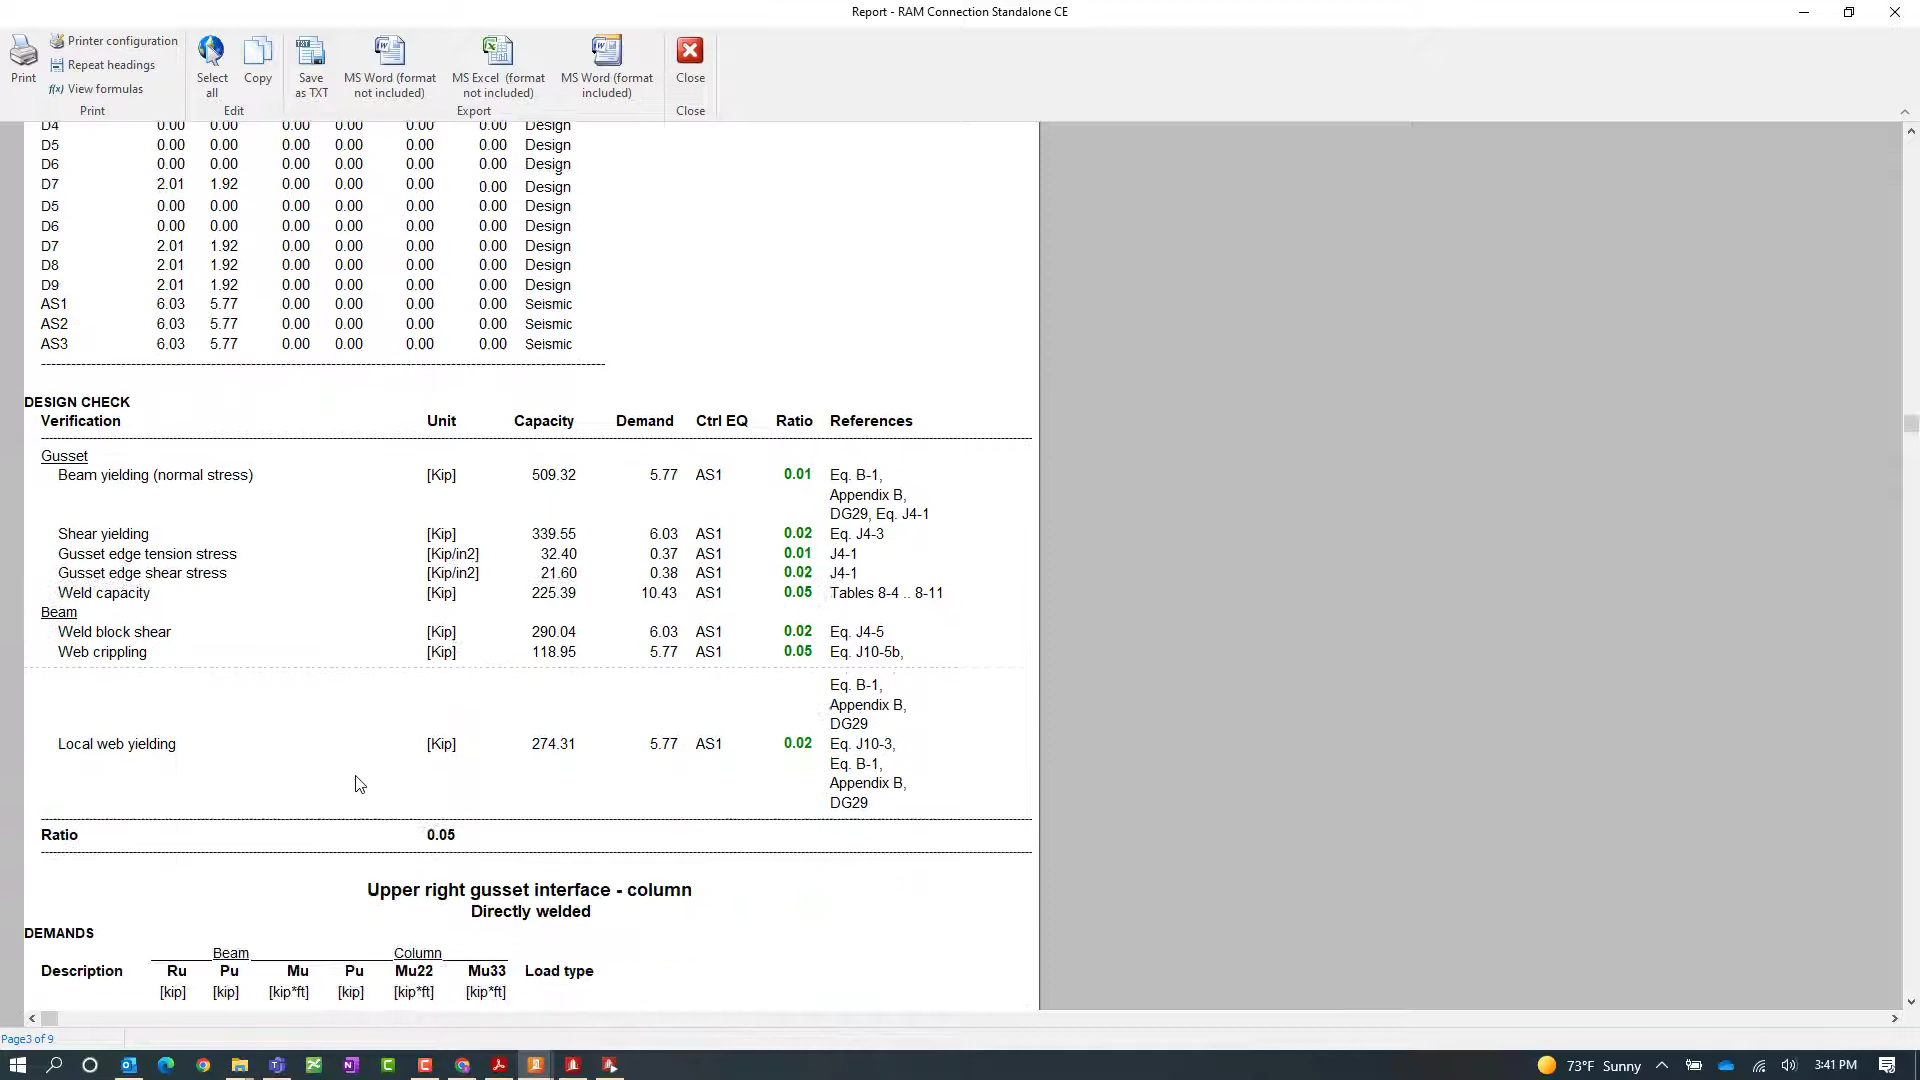 Report - RAM Connection Standalone CE
Print
Printer configuration
Repeat headings
f(x) View formulas
Print
Select all
Copy
Edit
Save as TXT
MS Word (format not included)
MS Excel (format not included)
MS Word (format included)
Export
Close
Close
D4 0.00 0.00 0.00 0.00 0.00 0.00 Design
D5 0.00 0.00 0.00 0.00 0.00 0.00 Design
D6 0.00 0.00 0.00 0.00 0.00 0.00 Design
D7 2.01 1.92 0.00 0.00 0.00 0.00 Design
D5 0.00 0.00 0.00 0.00 0.00 0.00 Design
D6 0.00 0.00 0.00 0.00 0.00 0.00 Design
D7 2.01 1.92 0.00 0.00 0.00 0.00 Design
D8 2.01 1.92 0.00 0.00 0.00 0.00 Design
D9 2.01 1.92 0.00 0.00 0.00 0.00 Design
AS1 6.03 5.77 0.00 0.00 0.00 0.00 Seismic
AS2 6.03 5.77 0.00 0.00 0.00 0.00 Seismic
AS3 6.03 5.77 0.00 0.00 0.00 0.00 Seismic
DESIGN CHECK
Verification Unit Capacity Demand Ctrl EQ Ratio References
Gusset
Beam yielding (normal stress) [Kip] 509.32 5.77 AS1 0.01 Eq. B-1,
Appendix B,
DG29, Eq. J4-1
Shear yielding [Kip] 339.55 6.03 AS1 0.02 Eq. J4-3
Gusset edge tension stress [Kip/in2] 32.40 0.37 AS1 0.01 J4-1
Gusset edge shear stress [Kip/in2] 21.60 0.38 AS1 0.02 J4-1
Weld capacity [Kip] 225.39 10.43 AS1 0.05 Tables 8-4 .. 8-11
Beam
Weld block shear [Kip] 290.04 6.03 AS1 0.02 Eq. J4-5
Web crippling [Kip] 118.95 5.77 AS1 0.05 Eq. J10-5b,
Eq. B-1,
Appendix B,
DG29
Local web yielding [Kip] 274.31 5.77 AS1 0.02 Eq. J10-3,
Eq. B-1,
Appendix B,
DG29
Ratio 0.05
Upper right gusset interface - column
Directly welded
DEMANDS
Beam Column
Description Ru Pu Mu Pu Mu22 Mu33 Load type
[kip] [kip] [kip*ft] [kip] [kip*ft] [kip*ft]
Page3 of 9
73°F Sunny
3:41 PM